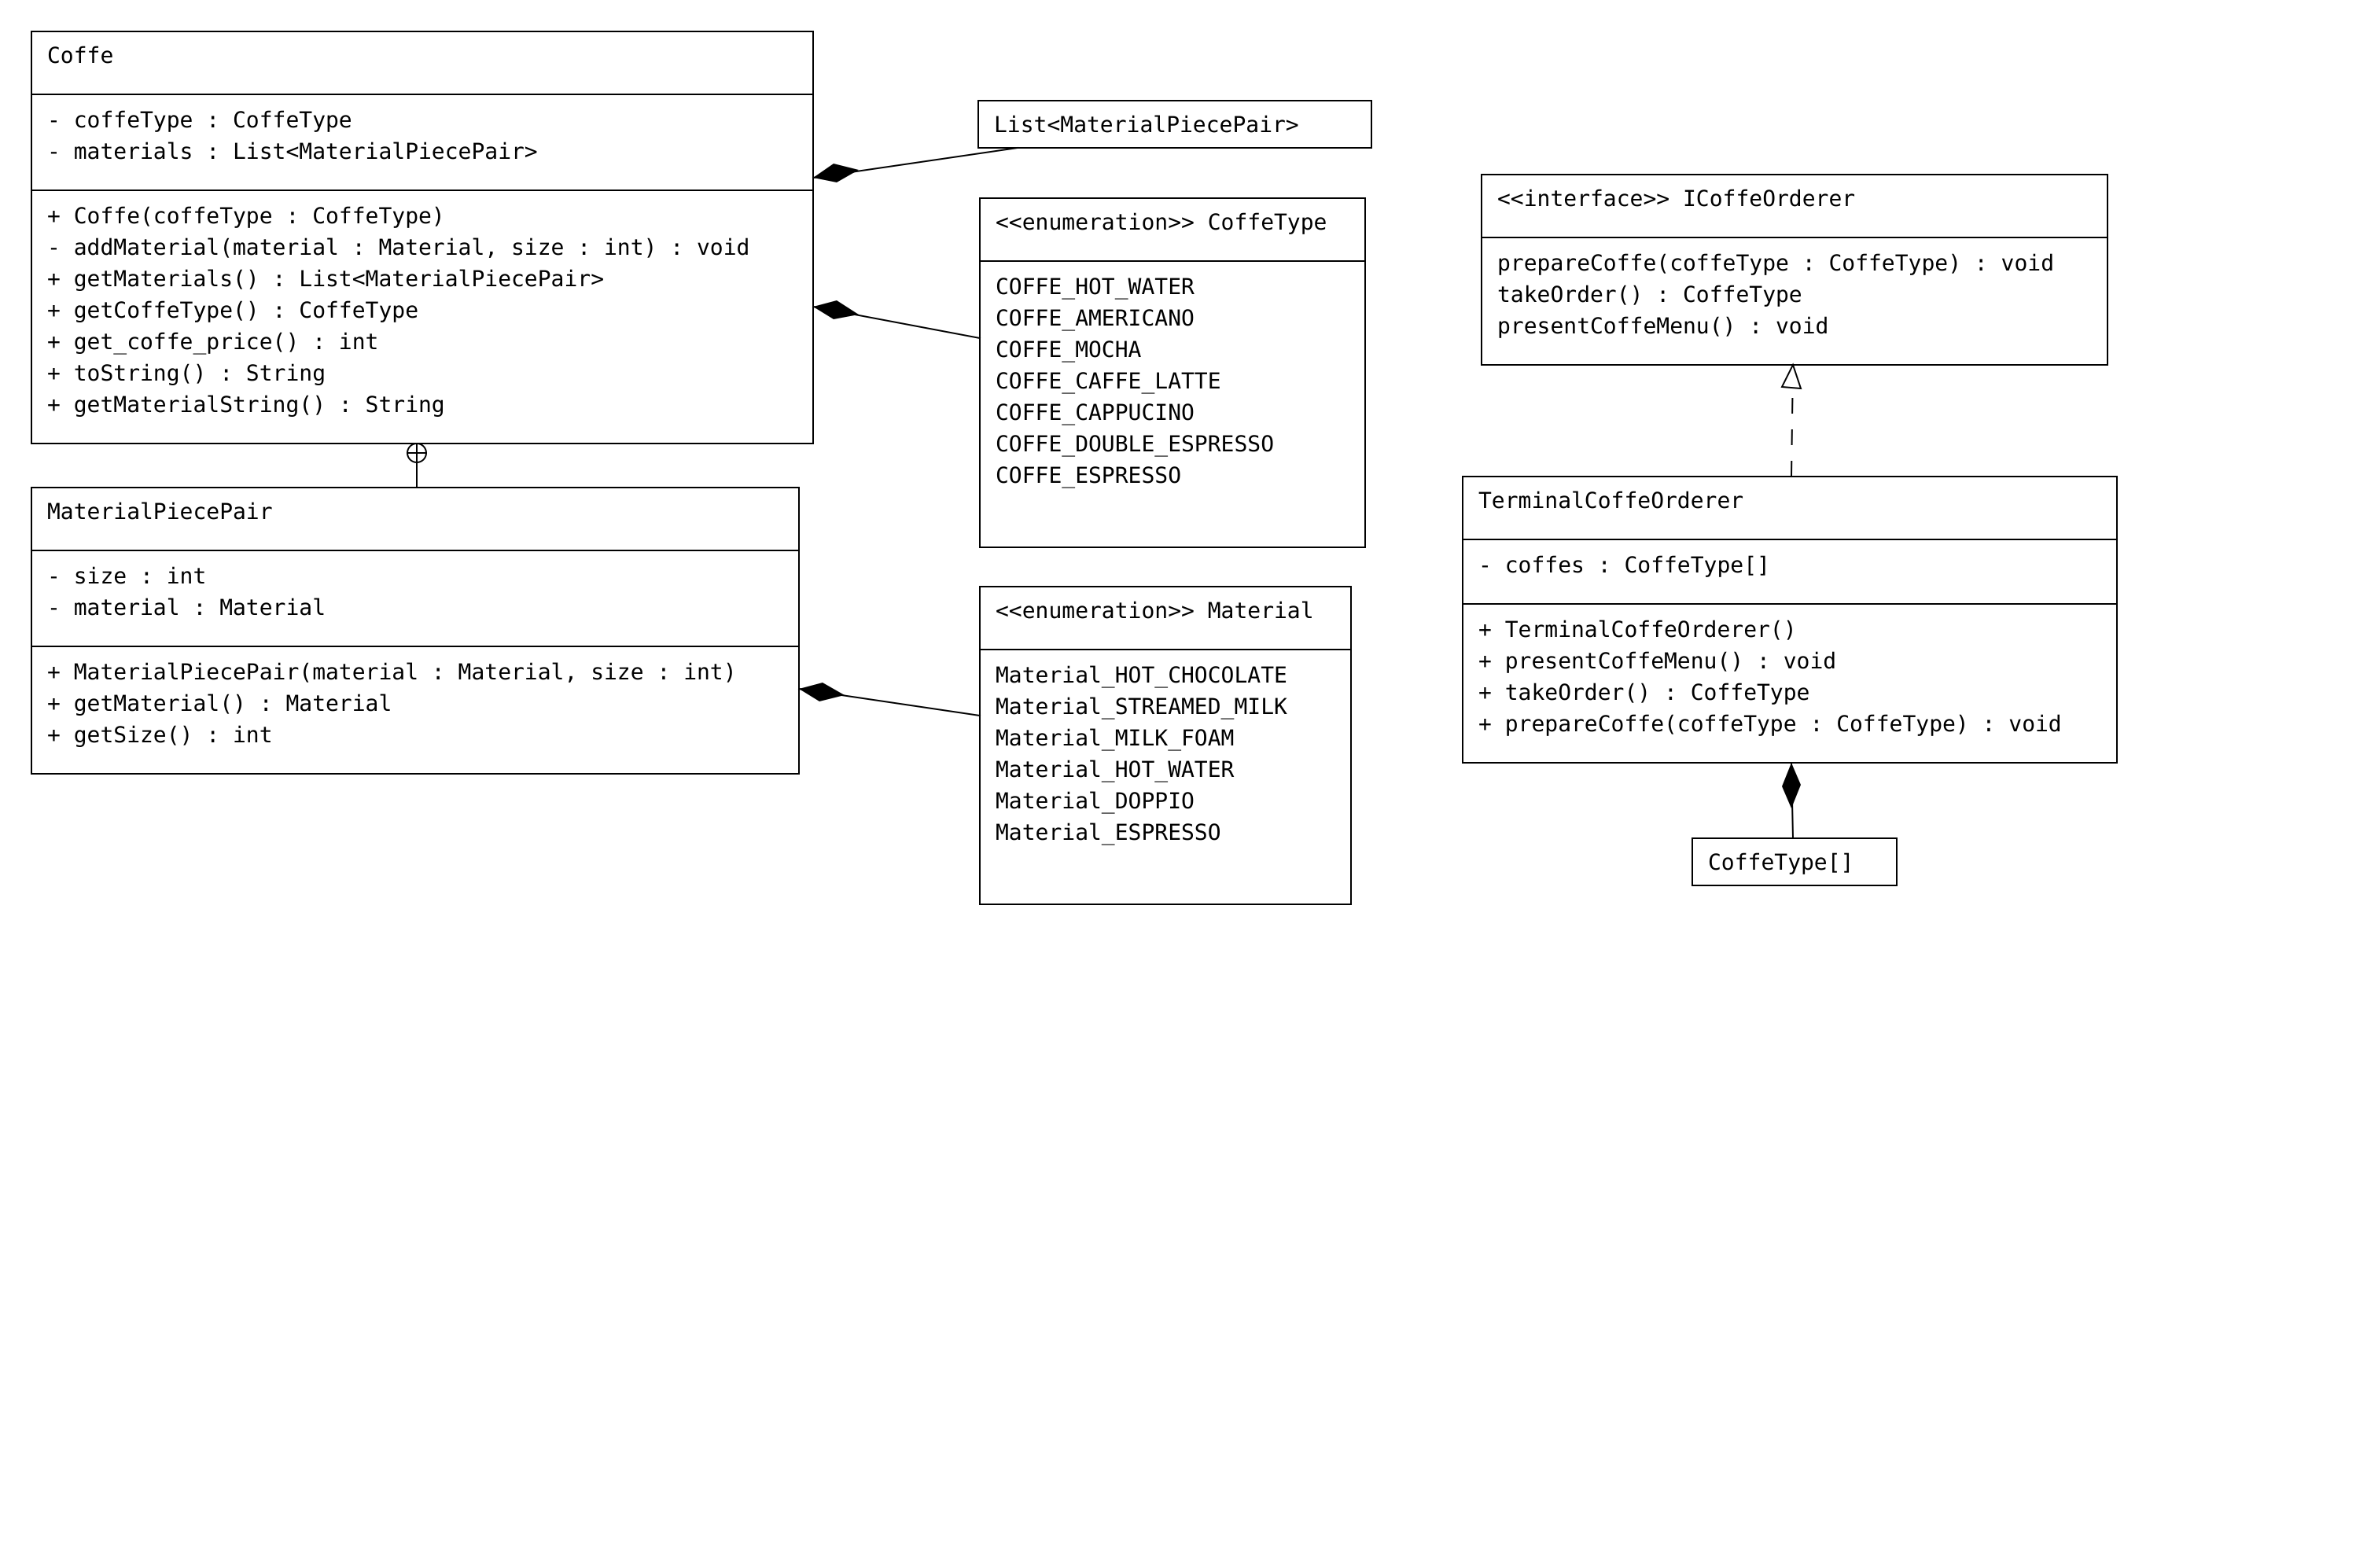 Coffe
- coffeType : CoffeType
- materials : List<MaterialPiecePair>
+ Coffe(coffeType : CoffeType)
- addMaterial(material : Material, size : int) : void
+ getMaterials() : List<MaterialPiecePair>
+ getCoffeType() : CoffeType
+ get_coffe_price() : int
+ toString() : String
+ getMaterialString() : String
MaterialPiecePair
- size : int
- material : Material
+ MaterialPiecePair(material : Material, size : int)
+ getMaterial() : Material
+ getSize() : int
List<MaterialPiecePair>
<<enumeration>> CoffeType
COFFE_HOT_WATER
COFFE_AMERICANO
COFFE_MOCHA
COFFE_CAFFE_LATTE
COFFE_CAPPUCINO
COFFE_DOUBLE_ESPRESSO
COFFE_ESPRESSO
<<enumeration>> Material
Material_HOT_CHOCOLATE
Material_STREAMED_MILK
Material_MILK_FOAM
Material_HOT_WATER
Material_DOPPIO
Material_ESPRESSO
<<interface>> ICoffeOrderer
prepareCoffe(coffeType : CoffeType) : void
takeOrder() : CoffeType
presentCoffeMenu() : void
TerminalCoffeOrderer
- coffes : CoffeType[]
+ TerminalCoffeOrderer()
+ presentCoffeMenu() : void
+ takeOrder() : CoffeType
+ prepareCoffe(coffeType : CoffeType) : void
CoffeType[]